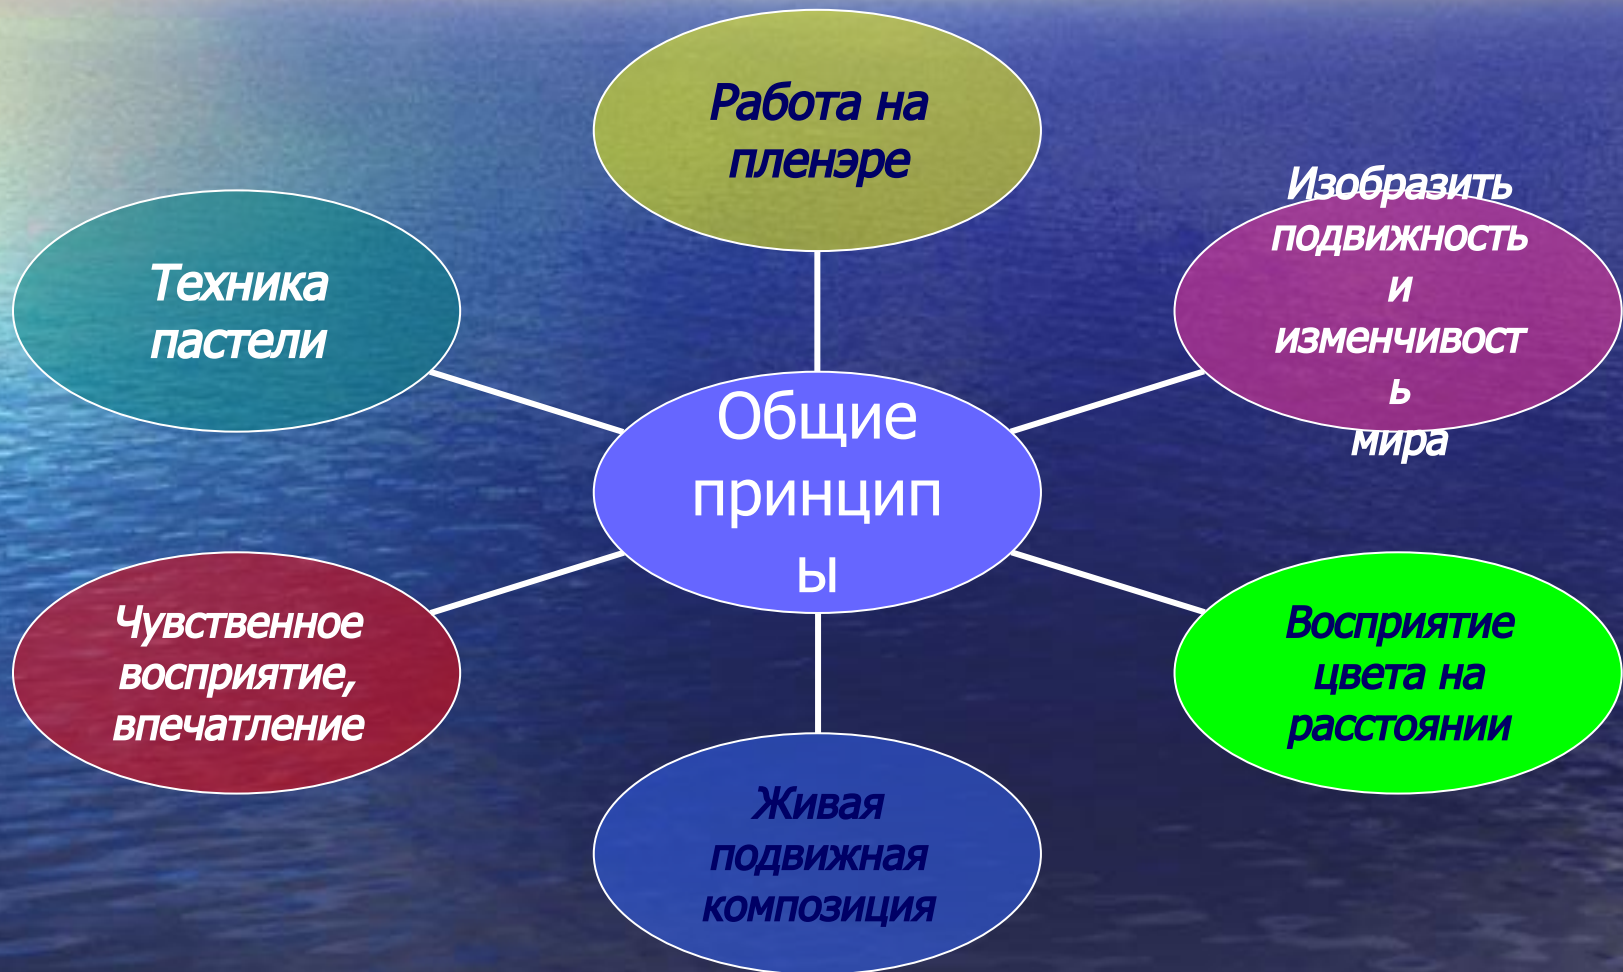 Работа на
пленэре
Изобразить
подвижность
и
изменчивост
ь
мира
Техника
пастели
Общие
принцип
ы
Чувственное
восприятие,
впечатление
Восприятие
цвета на
расстоянии
Живая
подвижная
композиция